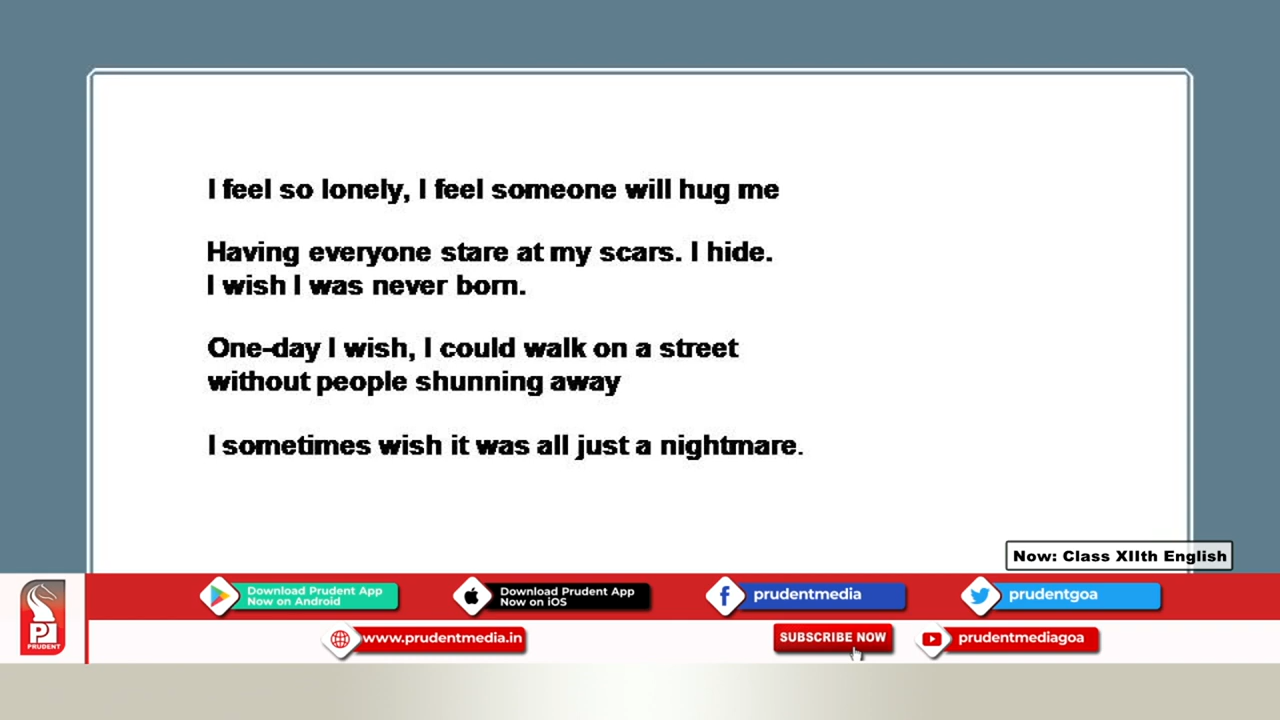 I feel so lonely, I feel someone will hug me
Having everyone stare at my scars. I hide.
I wish I was never born.
One-day I wish, I could walk on a street
without people shunning away
I sometimes wish it was all just a nightmare.
Now: Class XIIth English
Download Prudent App
Now on Android
Download Prudent App
Now on iOS
prudentmedia
prudentgoa
PRUDENT
www.prudentmedia.in
SUBSCRIBE NOW
prudentmediagoa